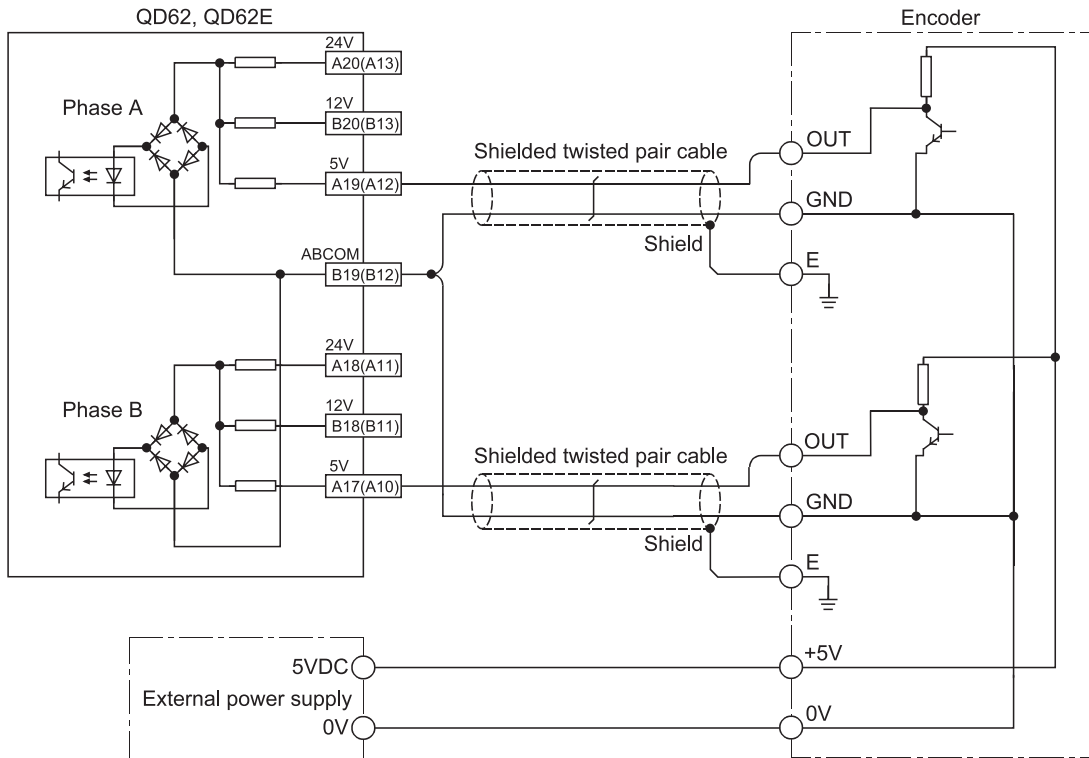 QD62, QD62E
Encoder
24V
A20(A13)
Phase A
12V
B20(B13)
5V
A19(A12)
Shielded twisted pair cable
OUT
GND
Shield
ABCOM
B19(B12)
E
24V
A18(A11)
Phase B
12V
B18(B11)
5V
A17(A10)
Shielded twisted pair cable
OUT
GND
Shield
E
5VDC
+5V
External power supply
0V
0V